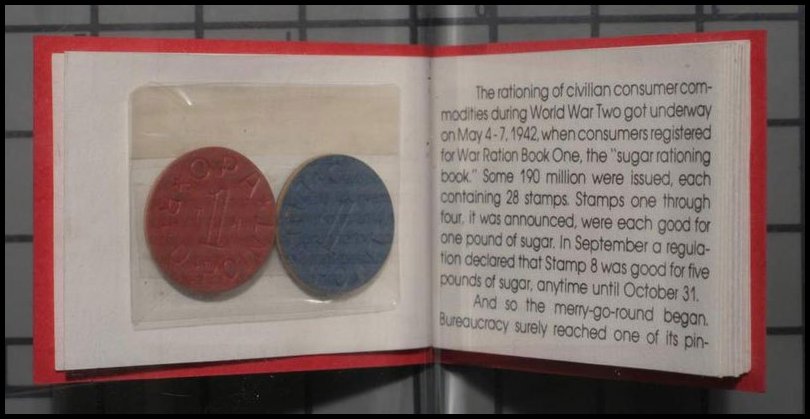 OPA
1
The rationing of civilian consumer com-
modities during World War Two got underway
on May 4-7, 1942, when consumers registered
for War Ration Book One, the "sugar rationing
book." Some 190 million were issued, each
containing 28 stamps. Stamps one through
four, it was announced, were each good for
one pound of sugar. In September a regula-
tion declared that Stamp 8 was good for five
pounds of sugar, anytime until October 31.
And so the merry-go-round began.
Bureaucracy surely reached one of its pin-